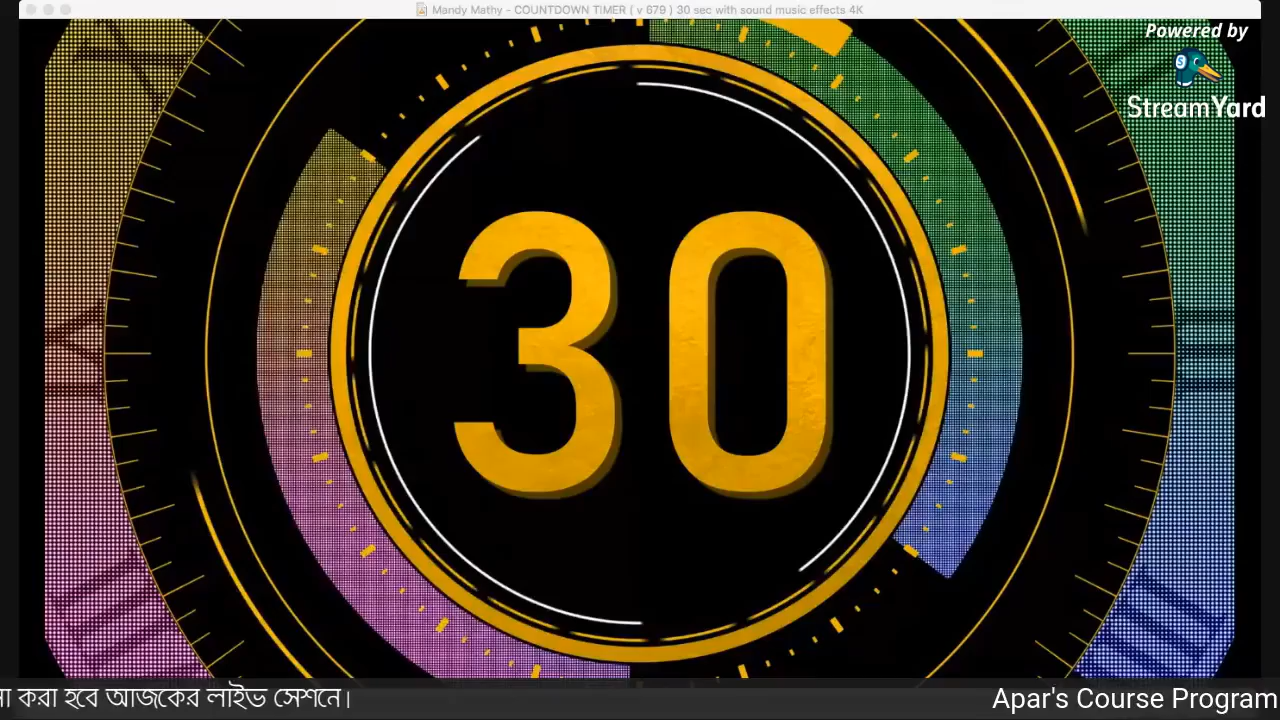 Mandy Mathy - COUNTDOWN TIMER ( v 679 ) 30 sec with sound music effects 4K
Powered by
StreamYard
30
করা হবে আজকের লাইভ সেশনে।
Apar's Course Program